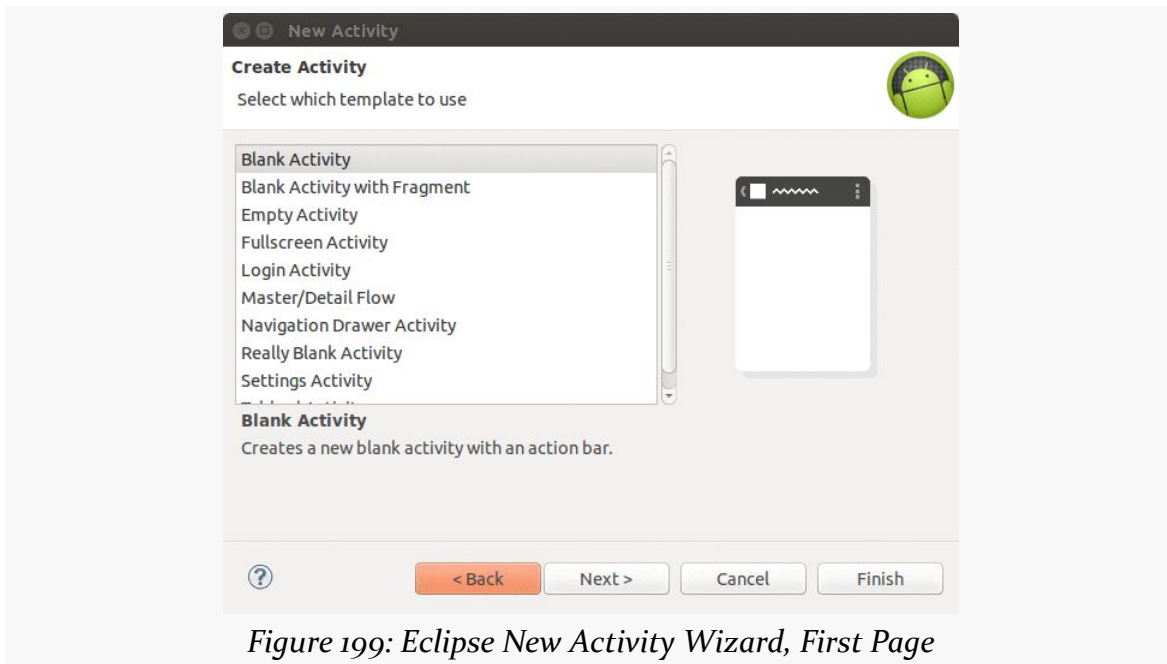 New Activity
Create Activity
Select which template to use
Blank Activity
Blank Activity with Fragment
Empty Activity
Fullscreen Activity
Login Activity
Master/Detail Flow
Navigation Drawer Activity
Really Blank Activity
Settings Activity
Blank Activity
Creates a new blank activity with an action bar.
< Back Next > Cancel Finish
Figure 199: Eclipse New Activity Wizard, First Page